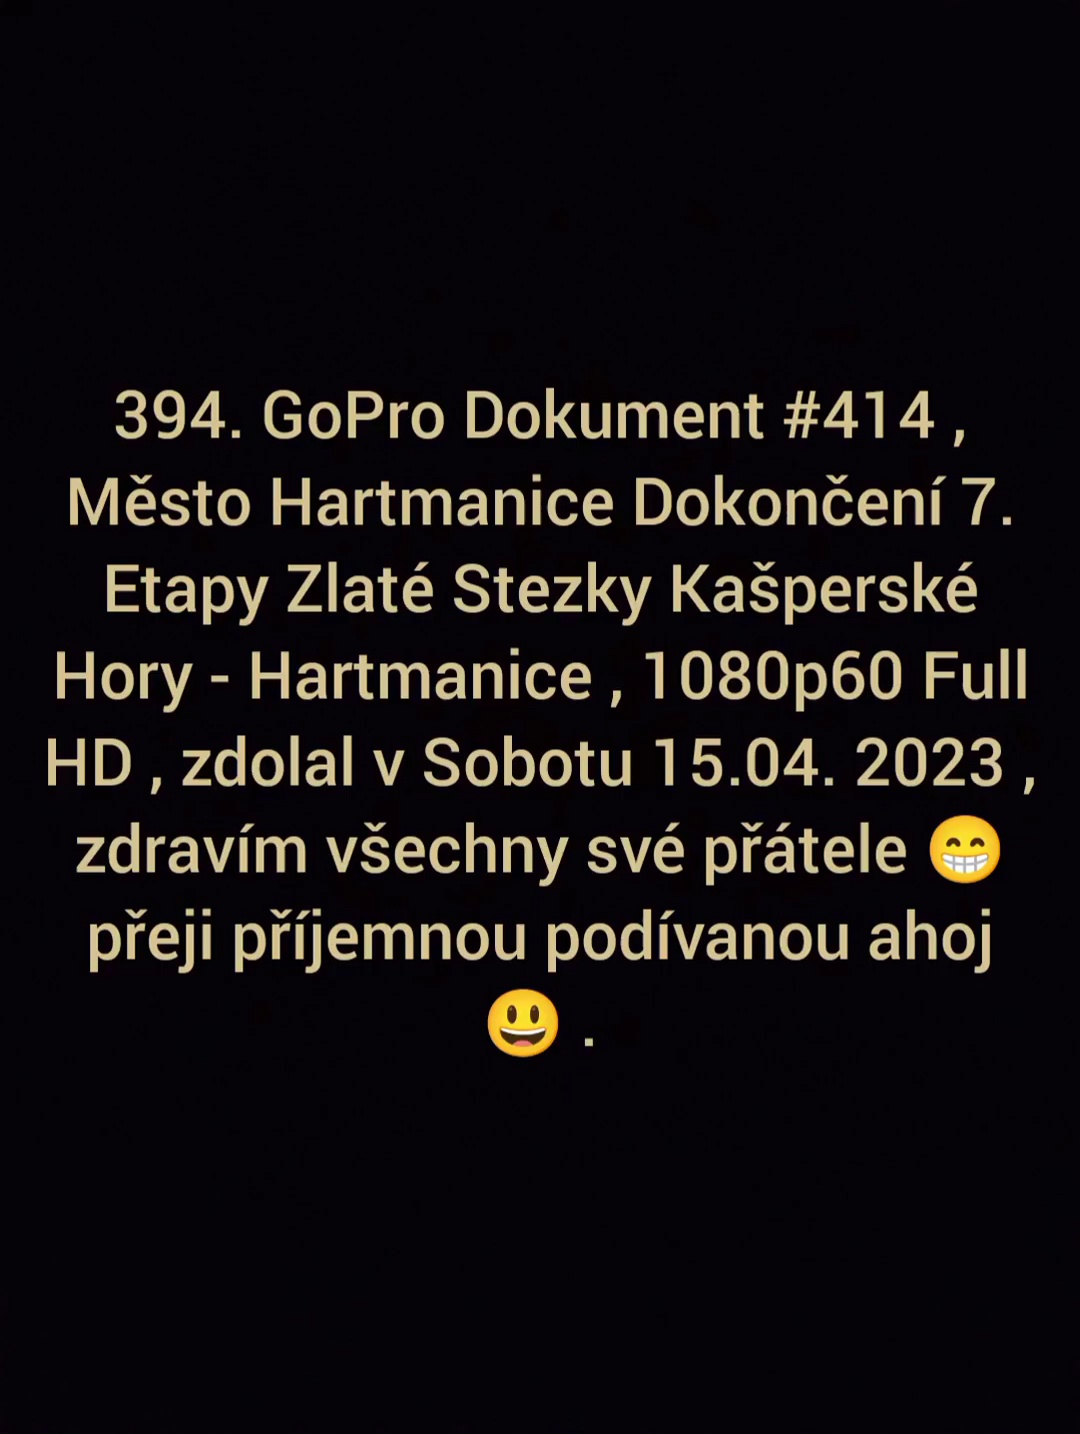 394. GoPro Dokument #414 ,
Město Hartmanice Dokončení 7.
Etapy Zlaté Stezky Kašperské
Hory - Hartmanice , 1080p60 Full
HD , zdolal v Sobotu 15.04. 2023 ,
zdravím všechny své přátele 😁
přeji příjemnou podívanou ahoj
😃 .